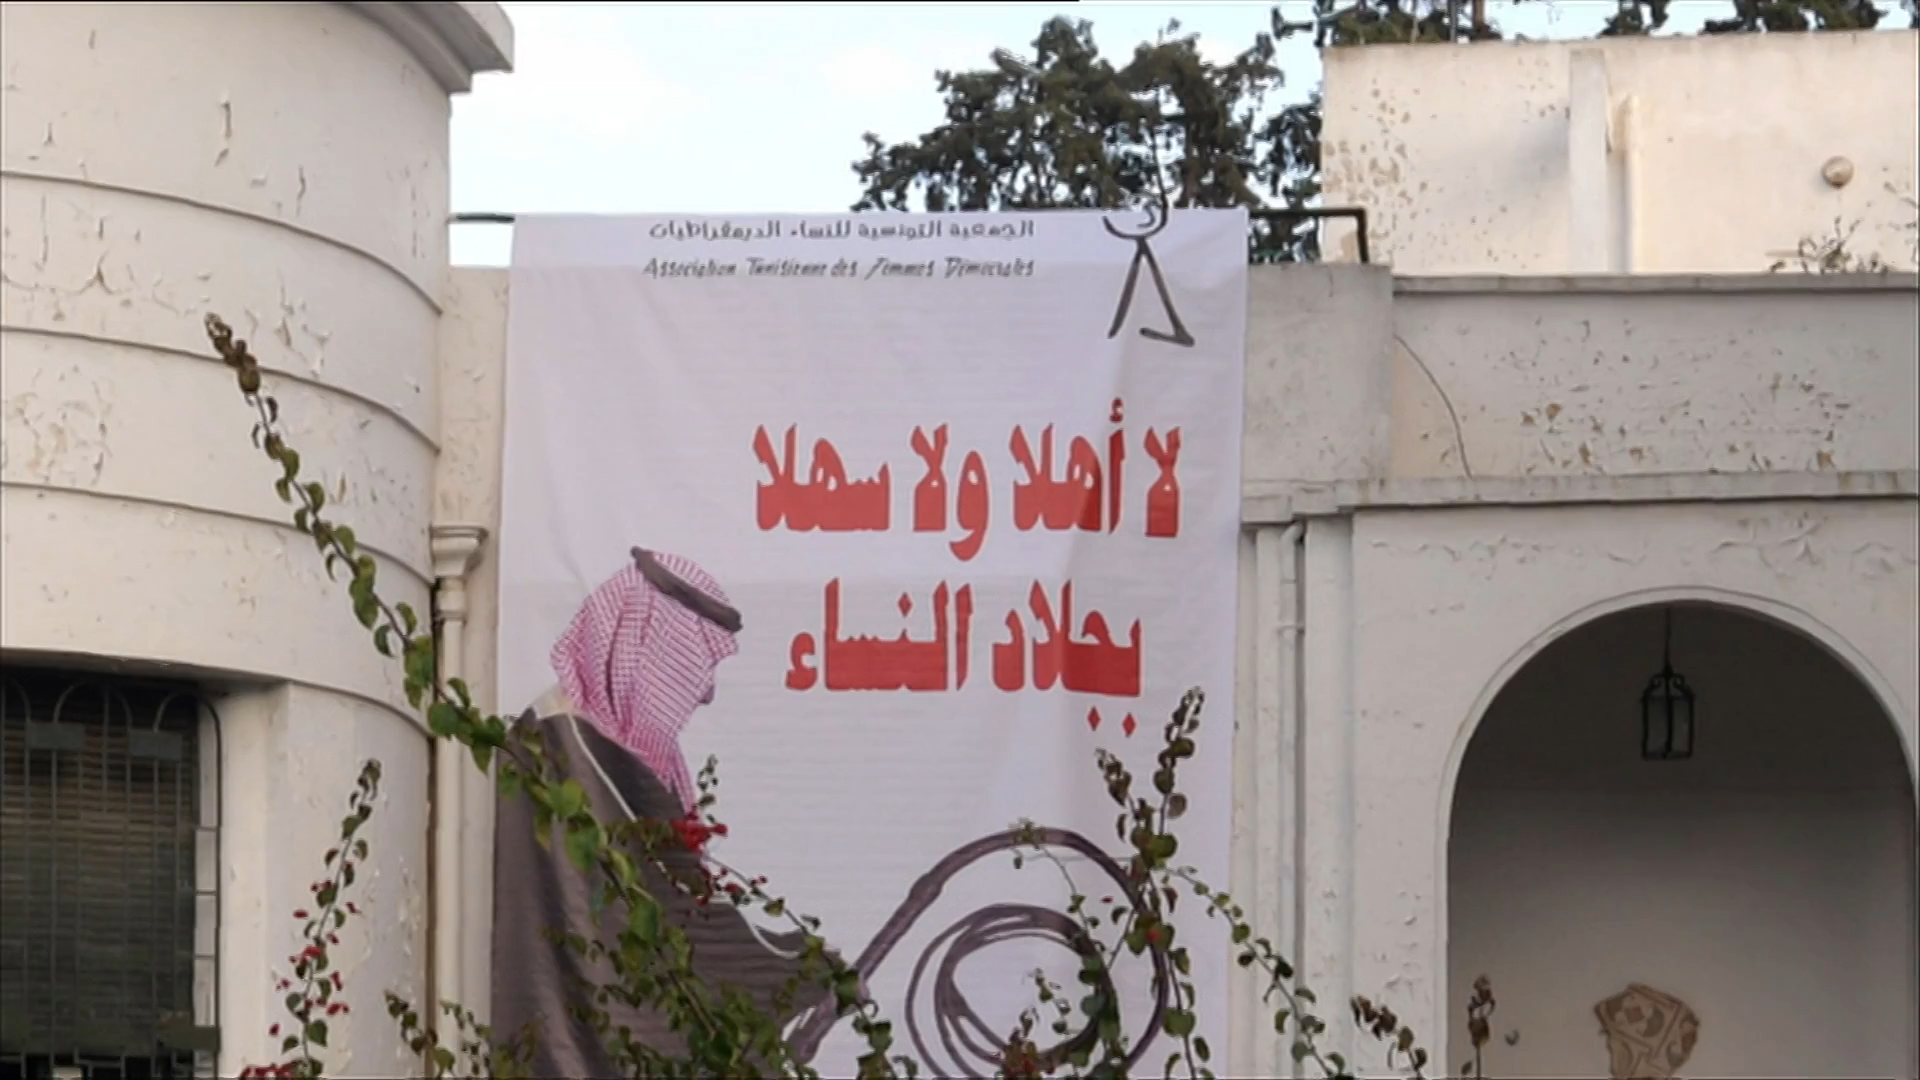 الجمعية التونسية للنساء الديمقراطيات
Association Tunisienne des Femmes Démocrates
لا أهلا ولا سهلا
بجلاد النساء